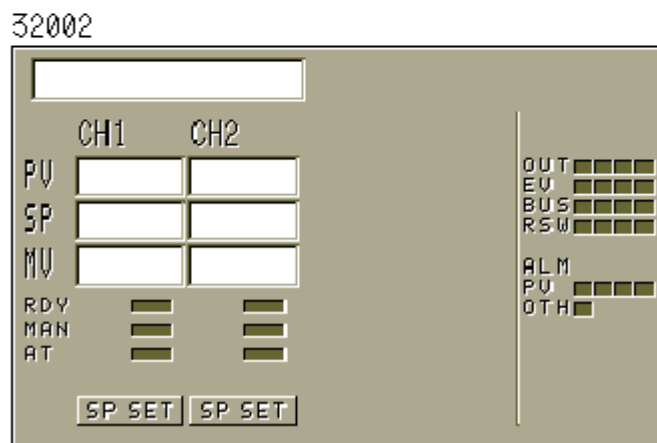 32002
CH1 CH2
PV
SP
MV
RDY
MAN
AT
SP SET SP SET
OUT
EV
BUS
RSW
ALM
PV
OTH